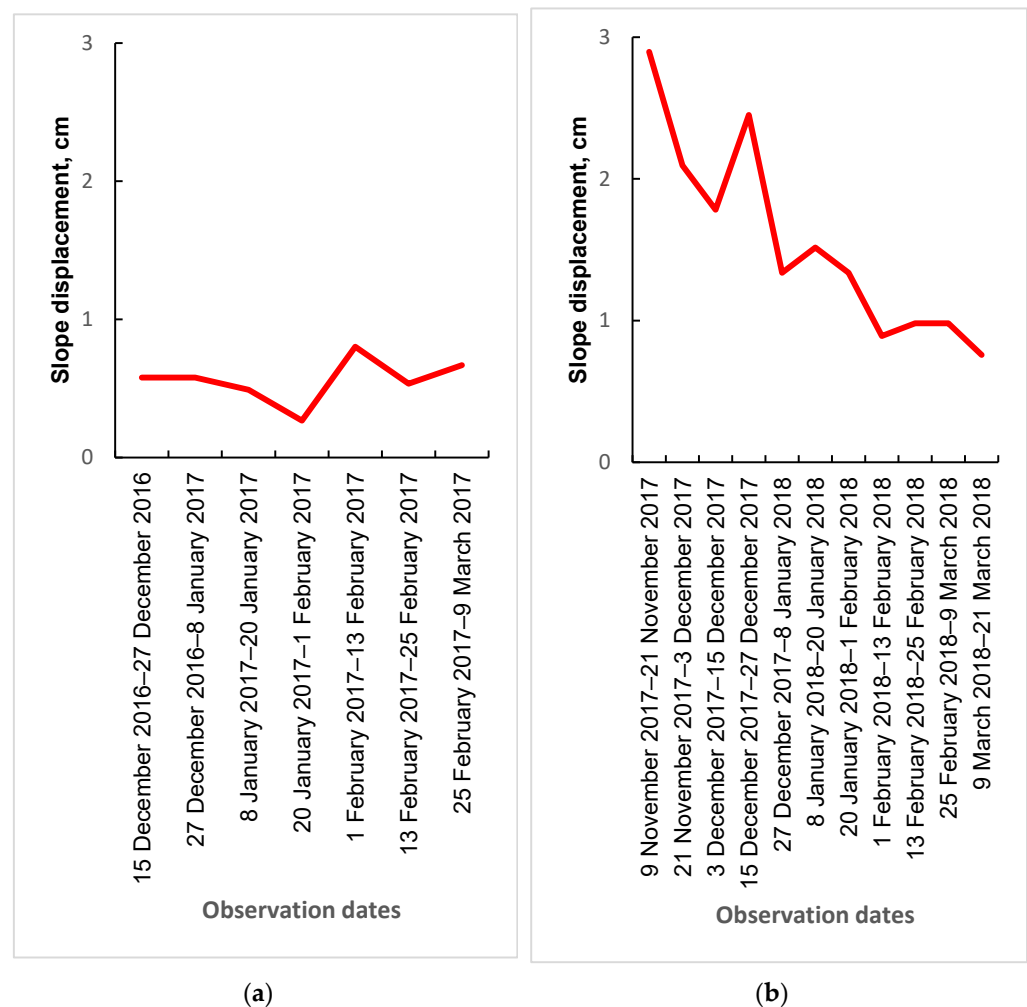 Slope displacement, cm
3
2
1
0
15 December 2016–27 December 2016
27 December 2016–8 January 2017
8 January 2017–20 January 2017
20 January 2017–1 February 2017
1 February 2017–13 February 2017
13 February 2017–25 February 2017
25 February 2017–9 March 2017
Observation dates
(a)
Slope displacement, cm
3
2
1
0
9 November 2017–21 November 2017
21 November 2017–3 December 2017
3 December 2017–15 December 2017
15 December 2017–27 December 2017
27 December 2017–8 January 2018
8 January 2018–20 January 2018
20 January 2018–1 February 2018
1 February 2018–13 February 2018
13 February 2018–25 February 2018
25 February 2018–9 March 2018
9 March 2018–21 March 2018
Observation dates
(b)